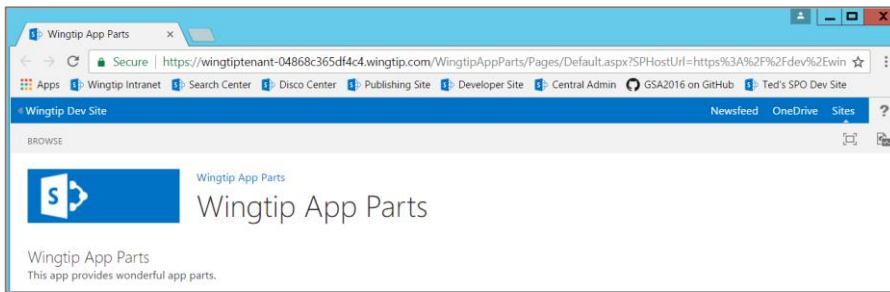 Wingtip App Parts
Secure | https://wingtiptenant-04868c365df4c4.wingtip.com/WingtipAppParts/Pages/Default.aspx?SPHostUrl=https%3A%2F%2Fdev%2Ewin
Apps Wingtip Intranet Search Center Disco Center Publishing Site Developer Site Central Admin GSA2016 on GitHub Ted's SPO Dev Site
Wingtip Dev Site Newsfeed OneDrive Sites ?
BROWSE
S
Wingtip App Parts
Wingtip App Parts
Wingtip App Parts
This app provides wonderful app parts.